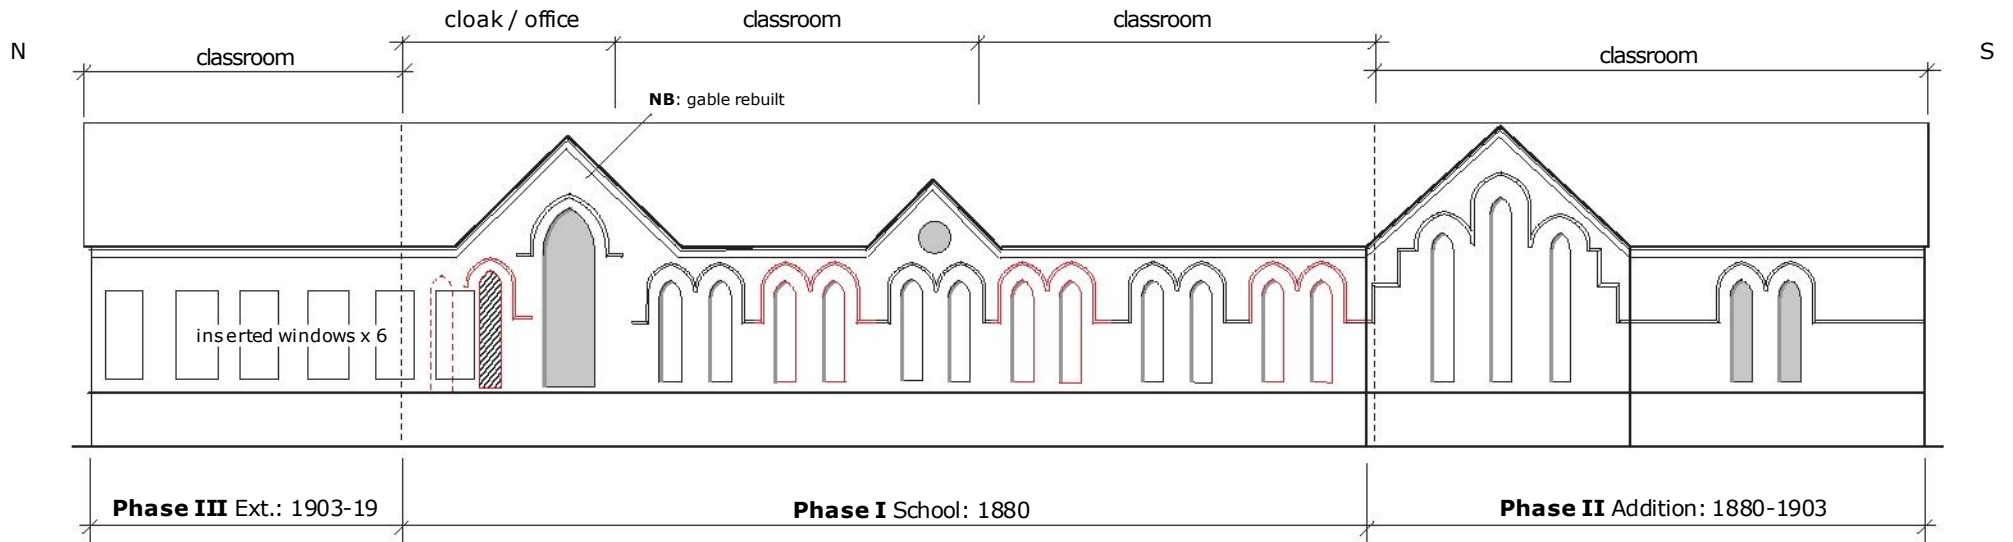 cloak / office
classroom
classroom
N
classroom
classroom
S
NB: gable rebuilt
inserted windows x 6
Phase III Ext.: 1903-19
Phase I School: 1880
Phase II Addition: 1880-1903